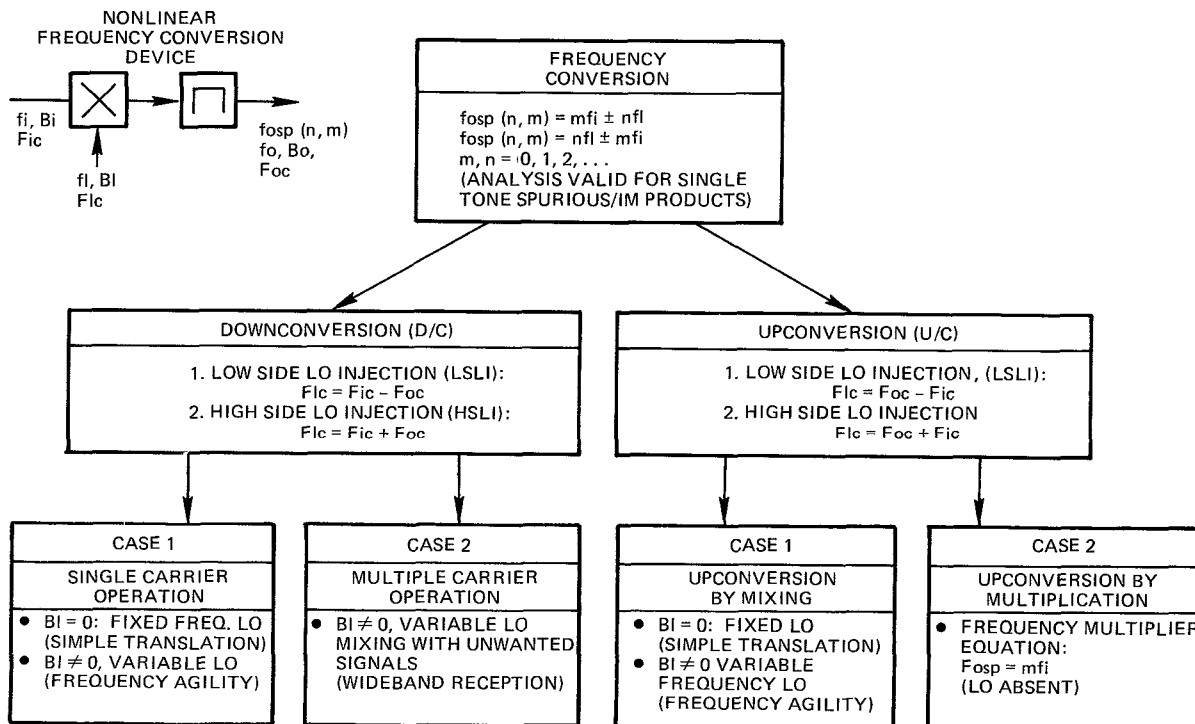 NONLINEAR
FREQUENCY CONVERSION
DEVICE
fi, Bi
Fic
fl, Bl
Flc
fosp (n, m)
fo, Bo,
Foc
FREQUENCY
CONVERSION
fosp (n, m) = mfi ± nfl
fosp (n, m) = nfl ± mfi
m, n = 0, 1, 2, . . .
(ANALYSIS VALID FOR SINGLE
TONE SPURIOUS/IM PRODUCTS)
DOWNCONVERSION (D/C)
1. LOW SIDE LO INJECTION (LSLI):
Flc = Fic – Foc
2. HIGH SIDE LO INJECTION (HSLI):
Flc = Fic + Foc
UPCONVERSION (U/C)
1. LOW SIDE LO INJECTION, (LSLI):
Flc = Foc – Fic
2. HIGH SIDE LO INJECTION
Flc = Foc + Fic
CASE 1
SINGLE CARRIER
OPERATION
● Bl = 0: FIXED FREQ. LO
(SIMPLE TRANSLATION)
● Bl ≠ 0, VARIABLE LO
(FREQUENCY AGILITY)
CASE 2
MULTIPLE CARRIER
OPERATION
● Bl ≠ 0, VARIABLE LO
MIXING WITH UNWANTED
SIGNALS
(WIDEBAND RECEPTION)
CASE 1
UPCONVERSION
BY MIXING
● Bl = 0: FIXED LO
(SIMPLE TRANSLATION)
● Bl ≠ 0 VARIABLE
FREQUENCY LO
(FREQUENCY AGILITY)
CASE 2
UPCONVERSION BY
MULTIPLICATION
● FREQUENCY MULTIPLIER
EQUATION:
Fosp = mfi
(LO ABSENT)